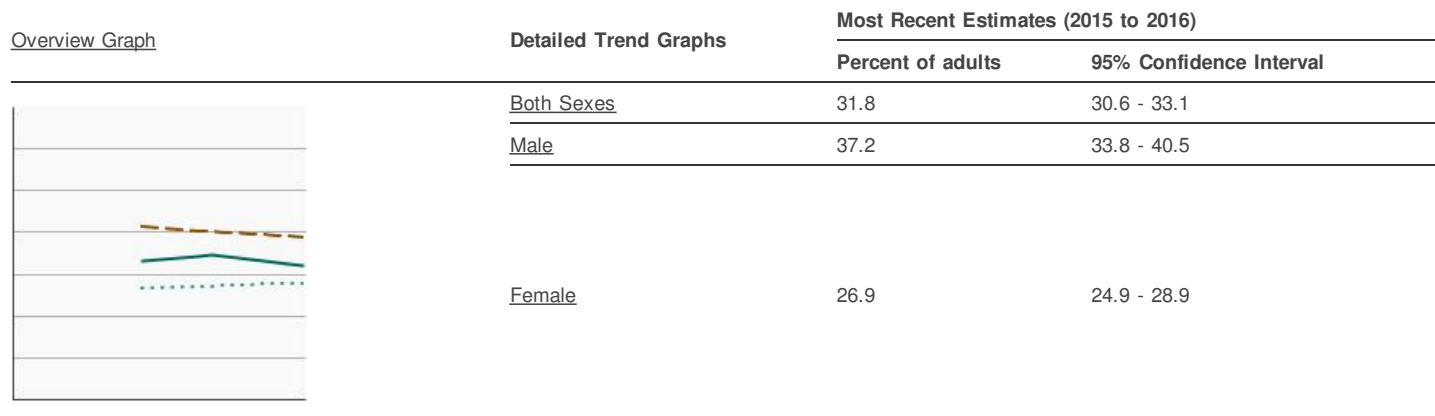 Overview Graph
Detailed Trend Graphs
Most Recent Estimates (2015 to 2016)
Percent of adults
95% Confidence Interval
Both Sexes
31.8
30.6 - 33.1
Male
37.2
33.8 - 40.5
Female
26.9
24.9 - 28.9